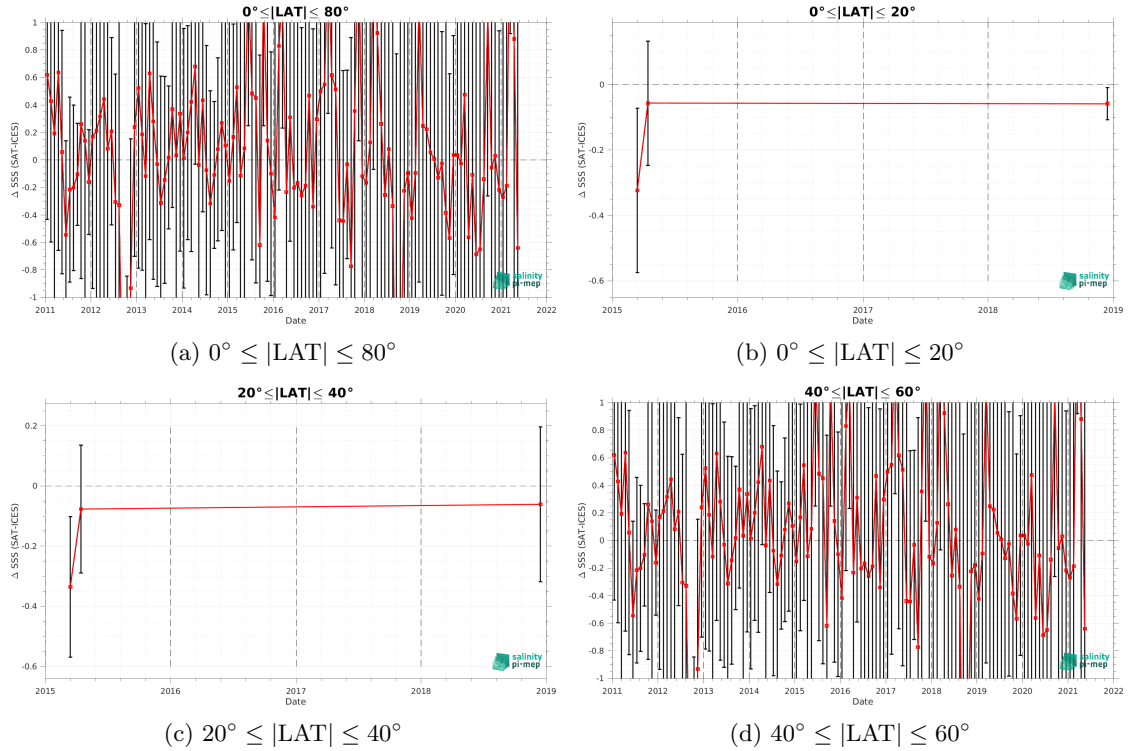 0°≤|LAT|≤ 80°
1
0.8
0.6
0.4
0.2
0
-0.2
-0.4
-0.6
-0.8
-1
Δ SSS (SAT-ICES)
2011 2012 2013 2014 2015 2016 2017 2018 2019 2020 2021 2022
Date
salinity
pi-mep
(a) 0° ≤ |LAT| ≤ 80°
0°≤|LAT|≤ 20°
0
-0.2
-0.4
-0.6
Δ SSS (SAT-ICES)
2015 2016 2017 2018 2019
Date
salinity
pi-mep
(b) 0° ≤ |LAT| ≤ 20°
20°≤|LAT|≤ 40°
0.2
0
-0.2
-0.4
-0.6
Δ SSS (SAT-ICES)
2015 2016 2017 2018 2019
Date
salinity
pi-mep
(c) 20° ≤ |LAT| ≤ 40°
40°≤|LAT|≤ 60°
1
0.8
0.6
0.4
0.2
0
-0.2
-0.4
-0.6
-0.8
-1
Δ SSS (SAT-ICES)
2011 2012 2013 2014 2015 2016 2017 2018 2019 2020 2021 2022
Date
salinity
pi-mep
(d) 40° ≤ |LAT| ≤ 60°